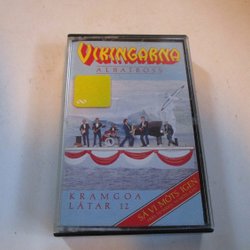 VIKINGARNA
ALBATROSS
KRAMGOA
LÅTAR 12
SÅ VI MÖTS IGEN